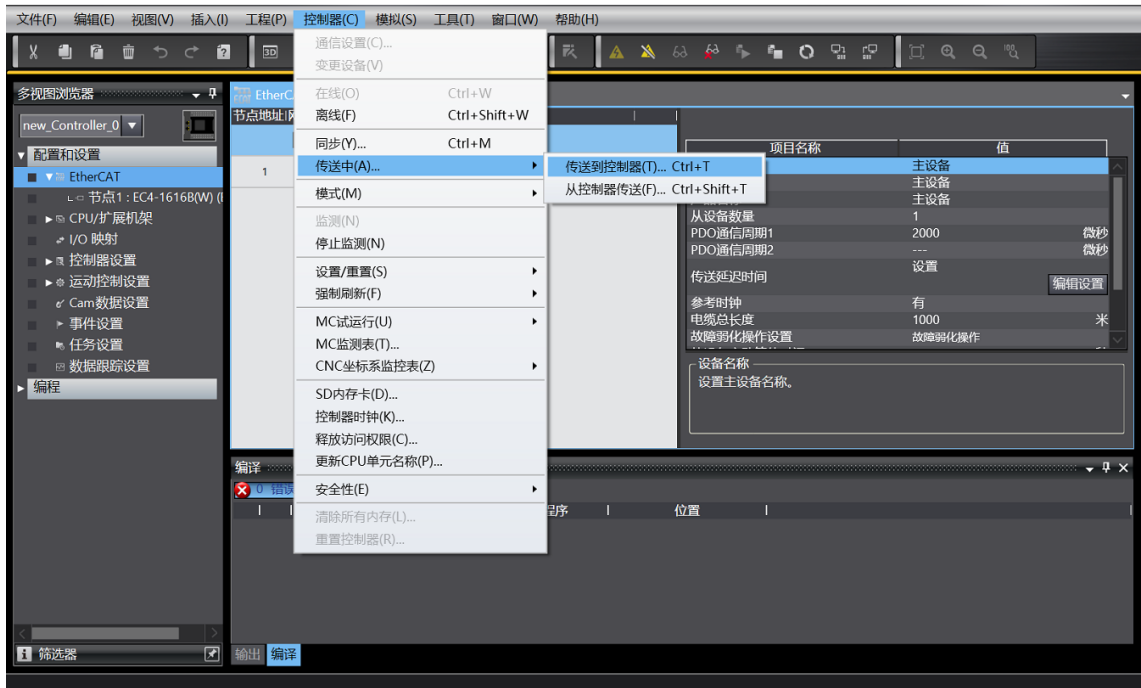 文件(F) 编辑(E) 视图(V) 插入(I) 工程(P) 控制器(C) 模拟(S) 工具(T) 窗口(W) 帮助(H)
3D
多视图浏览器
new_Controller_0
配置和设置
EtherCAT
节点1 : EC4-1616B(W)
CPU/扩展机架
I/O 映射
控制器设置
运动控制设置
Cam数据设置
事件设置
任务设置
数据跟踪设置
编程
筛选器
通信设置(C)...
变更设备(V)
在线(O) Ctrl+W
离线(F) Ctrl+Shift+W
同步(Y)... Ctrl+M
传送中(A)...
模式(M)
监测(N)
停止监测(N)
设置/重置(S)
强制刷新(F)
MC试运行(U)
MC监测表(T)...
CNC坐标系监控表(Z)
SD内存卡(D)...
控制器时钟(K)...
释放访问权限(C)...
更新CPU单元名称(P)...
安全性(E)
清除所有内存(L)...
重置控制器(R)...
传送到控制器(T)... Ctrl+T
从控制器传送(F)... Ctrl+Shift+T
EtherC
节点地址
1
项目名称 值
主设备
主设备
主设备
从设备数量 1
PDO通信周期1 2000 微秒
PDO通信周期2 --- 微秒
传送延迟时间 设置
编辑设置
参考时钟 有
电缆总长度 1000 米
故障弱化操作设置 故障弱化操作
设备名称
设置主设备名称。
编译
0 错误
程序 位置
输出 编译